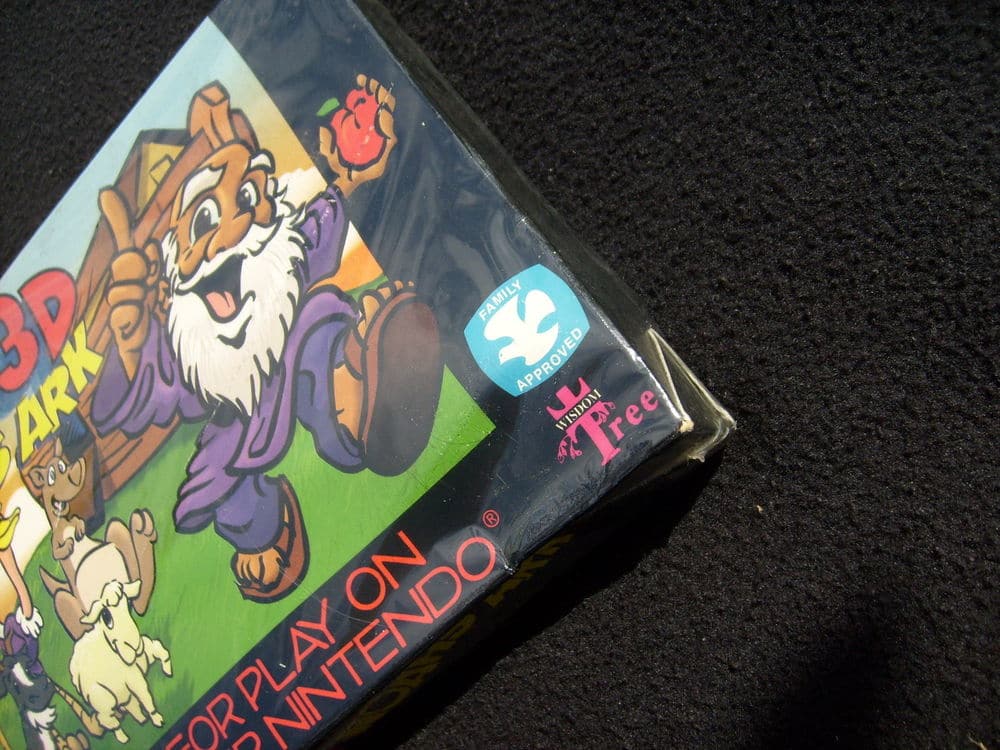 3D
ARK
FAMILY
APPROVED
WISDOM
Tree
FOR PLAY ON
NINTENDO®